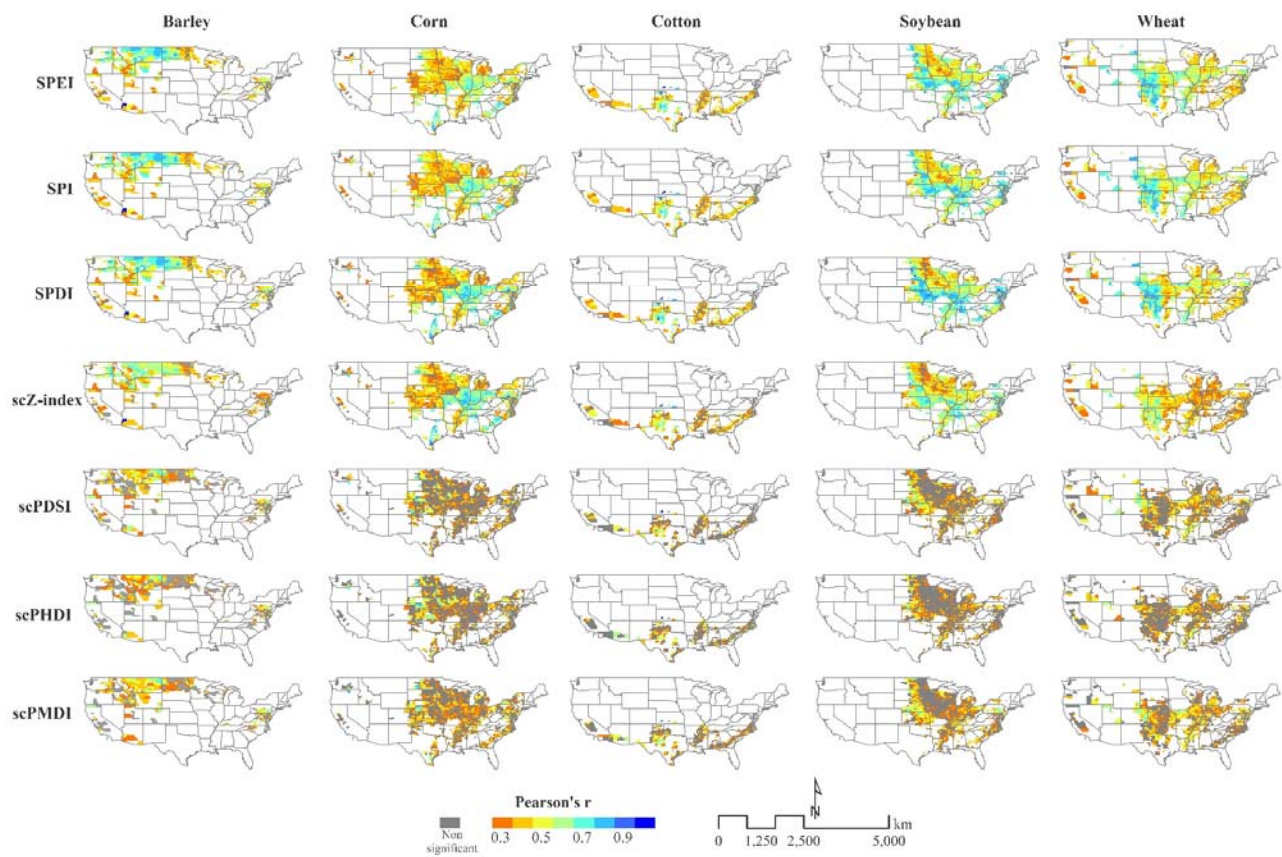 Barley Corn Cotton Soybean Wheat
SPEI
SPI
SPDI
scZ-index
scPDSI
scPHDI
scPMDI
Pearson's r
Non significant
0.3 0.5 0.7 0.9
N
km
0 1,250 2,500 5,000